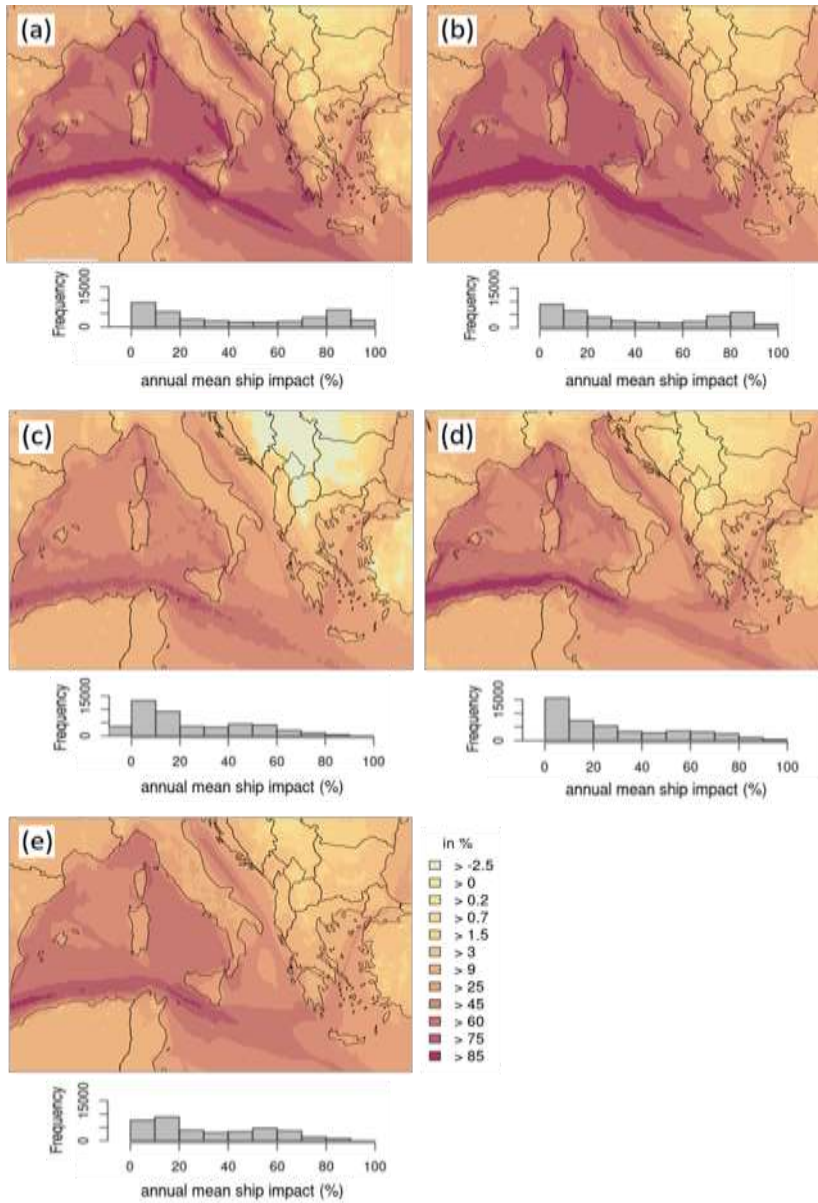 (a)
(b)
Frequency
0 15000
0 20 40 60 80 100
annual mean ship impact (%)
Frequency
0 15000
0 20 40 60 80 100
annual mean ship impact (%)
(c)
(d)
Frequency
0 15000
0 20 40 60 80 100
annual mean ship impact (%)
Frequency
0 15000
0 20 40 60 80 100
annual mean ship impact (%)
(e)
in %
> -2.5
> 0
> 0.2
> 0.7
> 1.5
> 3
> 9
> 25
> 45
> 60
> 75
> 85
Frequency
0 15000
0 20 40 60 80 100
annual mean ship impact (%)